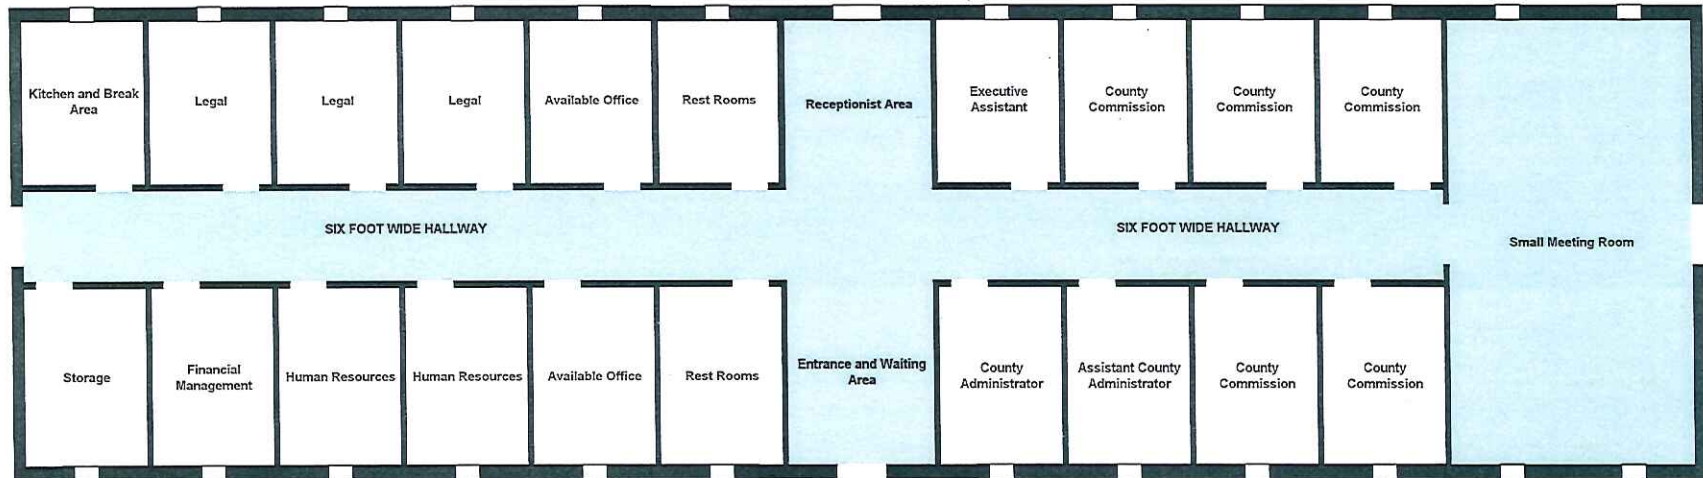 Kitchen and Break
Area
Legal
Legal
Legal
Available Office
Rest Rooms
Receptionist Area
Executive
Assistant
County
Commission
County
Commission
County
Commission
SIX FOOT WIDE HALLWAY
SIX FOOT WIDE HALLWAY
Small Meeting Room
Storage
Financial
Management
Human Resources
Human Resources
Available Office
Rest Rooms
Entrance and Waiting
Area
County
Administrator
Assistant County
Administrator
County
Commission
County
Commission